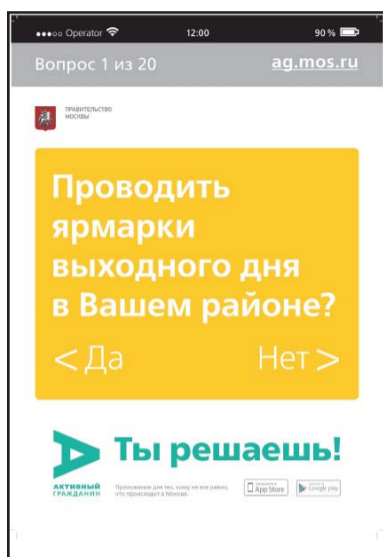 Operator 12:00 90 %
Вопрос 1 из 20 ag.mos.ru
ПРАВИТЕЛЬСТВО
МОСКВЫ
Проводить
ярмарки
выходного дня
в Вашем районе?
< Да Нет >
Ты решаешь!
АКТИВНЫЙ
ГРАЖДАНИН
Приложение для тех, кому не все равно,
что происходит в Москве.
App Store
Google play